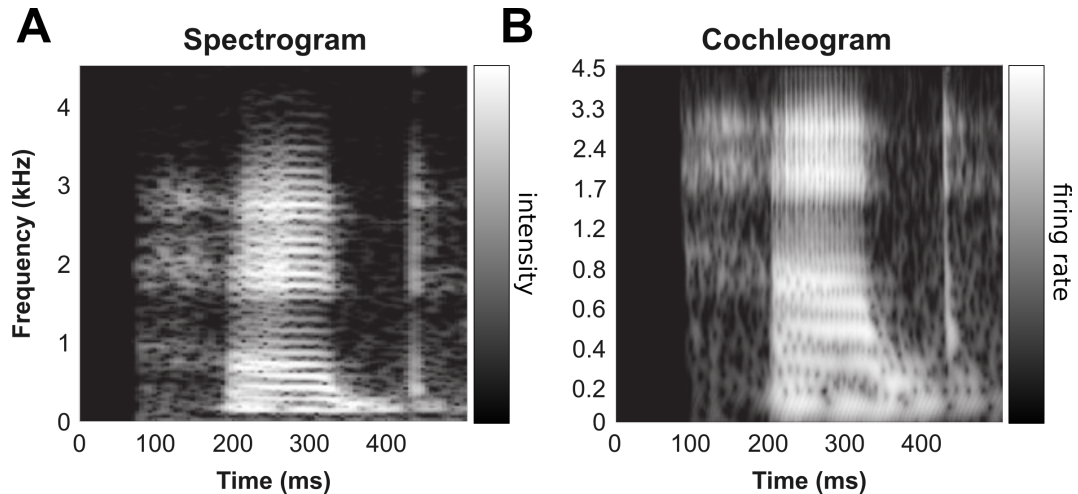 A
Spectrogram
Frequency (kHz)
4
3
2
1
0
0 100 200 300 400
Time (ms)
intensity
B
Cochleogram
4.5
3.3
2.4
1.7
1.2
0.8
0.6
0.4
0.2
0
0 100 200 300 400
Time (ms)
firing rate